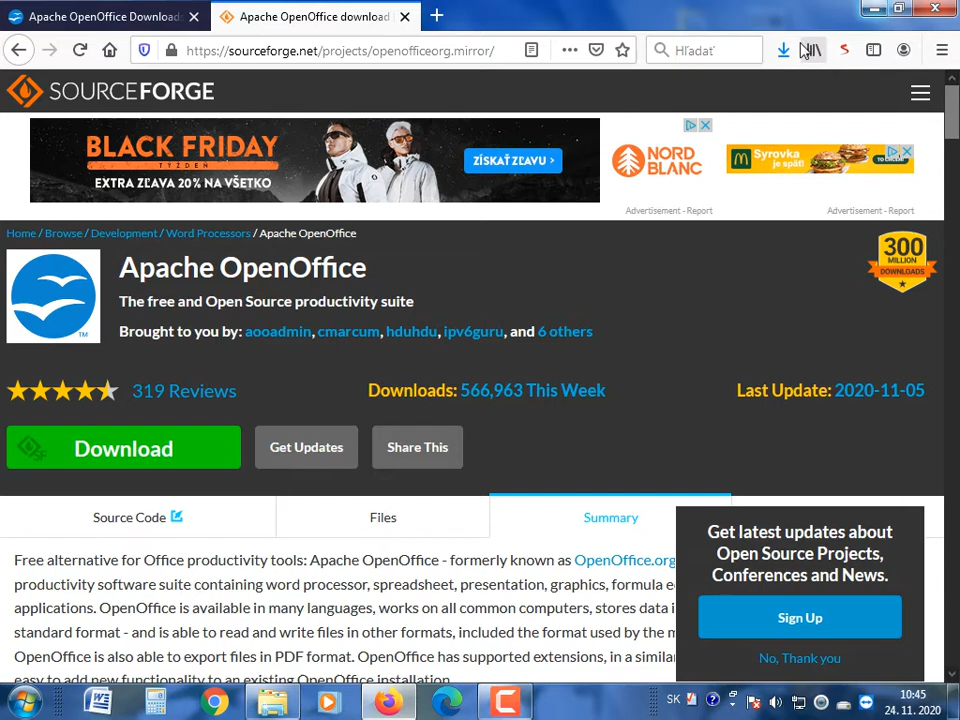 Apache OpenOffice Downloads
Apache OpenOffice download
https://sourceforge.net/projects/openofficeorg.mirror/
Hľadať
SOURCEFORGE
BLACK FRIDAY
TÝŽDEŇ
EXTRA ZĽAVA 20% NA VŠETKO
ZÍSKAŤ ZĽAVU >
NORD
BLANC
Syrovka
je späť!
Advertisement - Report
Advertisement - Report
Home / Browse / Development / Word Processors / Apache OpenOffice
300
MILLION
DOWNLOADS
Apache OpenOffice
The free and Open Source productivity suite
Brought to you by: aooadmin, cmarcum, hduhdu, ipv6guru, and 6 others
TM
319 Reviews
Downloads: 566,963 This Week
Last Update: 2020-11-05
Download
Get Updates
Share This
Source Code
Files
Summary
Free alternative for Office productivity tools: Apache OpenOffice - formerly known as OpenOffice.org
productivity software suite containing word processor, spreadsheet, presentation, graphics, formula e
applications. OpenOffice is available in many languages, works on all common computers, stores data i
standard format - and is able to read and write files in other formats, included the format used by the m
OpenOffice is also able to export files in PDF format. OpenOffice has supported extensions, in a similar
easy to add new functionality to an existing OpenOffice installation.
Get latest updates about
Open Source Projects,
Conferences and News.
Sign Up
No, Thank you
SK
10:45
24. 11. 2020